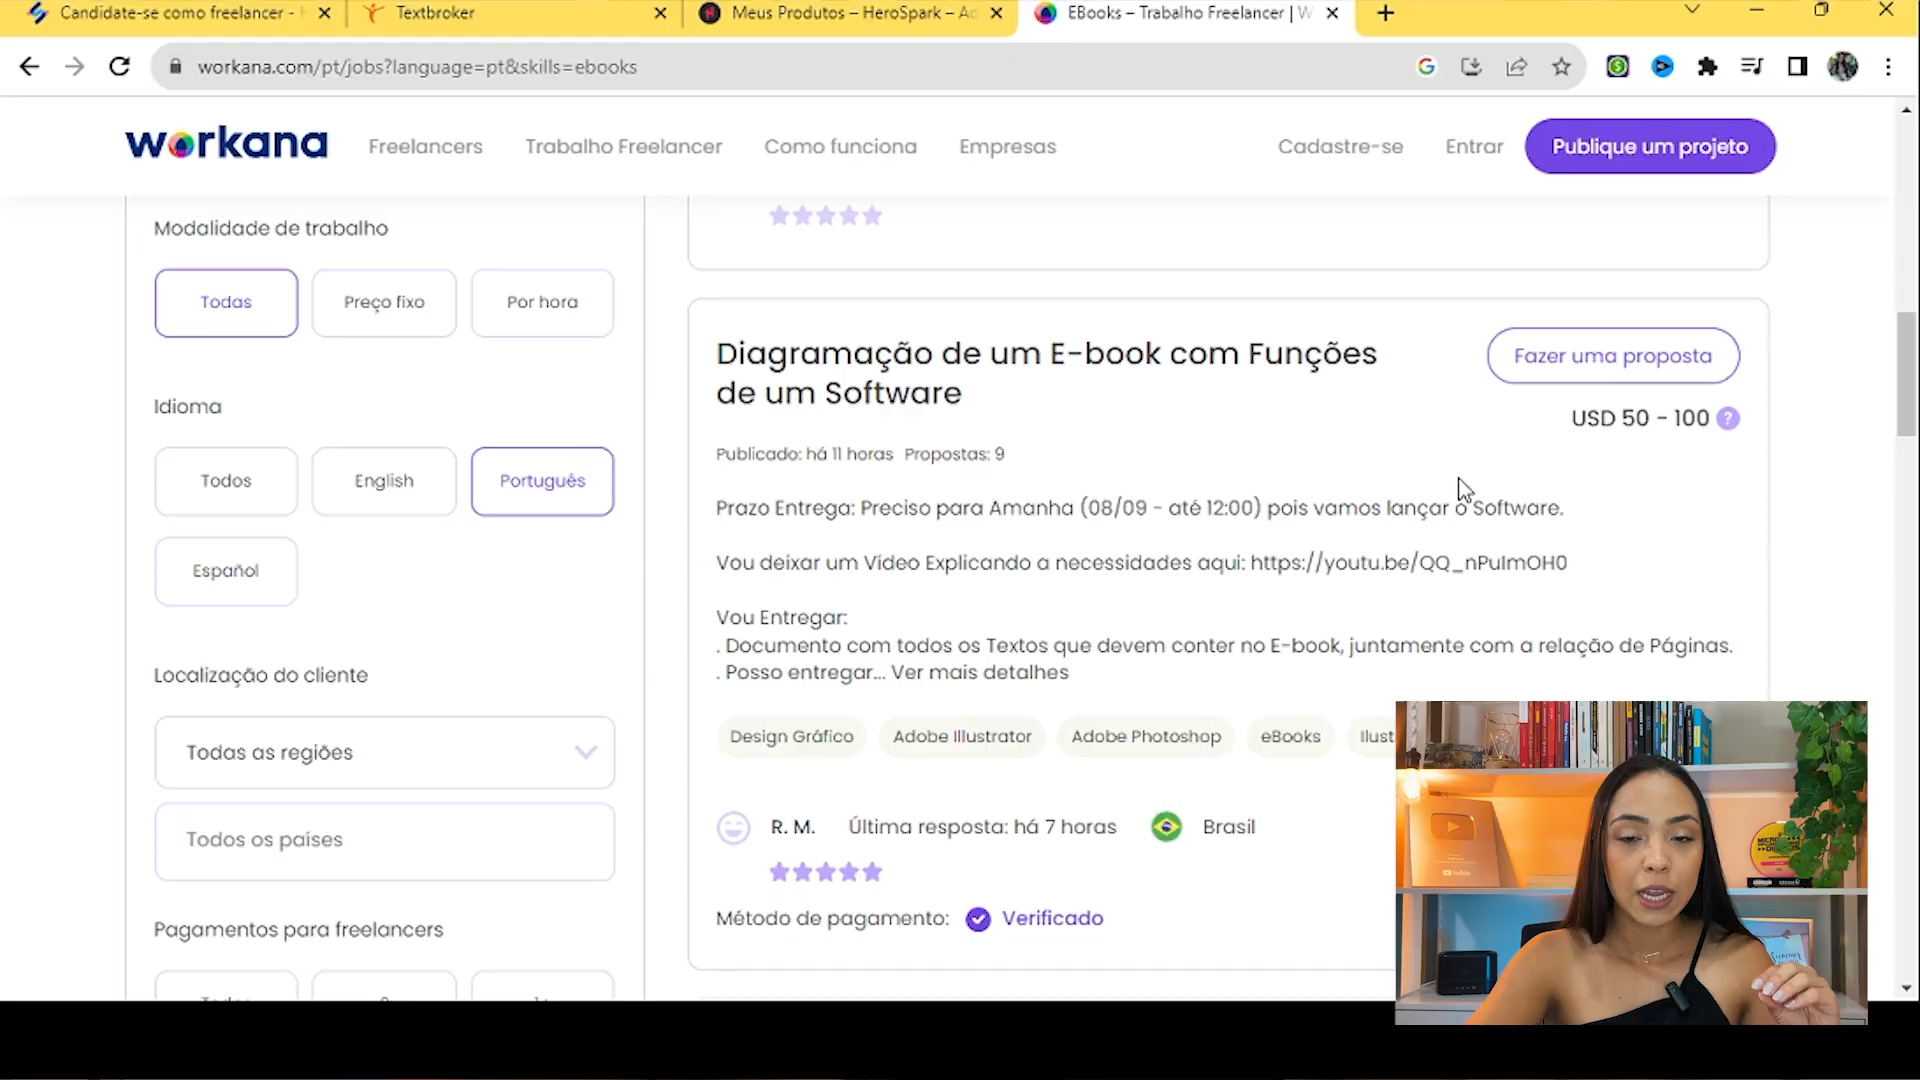 Candidate-se como freelancer -
Textbroker
Meus Produtos – HeroSpark – Ad
EBooks – Trabalho Freelancer | W
workana.com/pt/jobs?language=pt&skills=ebooks
workana
Freelancers
Trabalho Freelancer
Como funciona
Empresas
Cadastre-se
Entrar
Publique um projeto
Modalidade de trabalho
Todas
Preço fixo
Por hora
Idioma
Todos
English
Português
Español
Localização do cliente
Todas as regiões
Todos os países
Pagamentos para freelancers
Diagramação de um E-book com Funções
de um Software
Fazer uma proposta
USD 50 - 100 ?
Publicado: há 11 horas Propostas: 9
Prazo Entrega: Preciso para Amanha (08/09 - até 12:00) pois vamos lançar o Software.
Vou deixar um Vídeo Explicando a necessidades aqui: https://youtu.be/QQ_nPuImOH0
Vou Entregar:
. Documento com todos os Textos que devem conter no E-book, juntamente com a relação de Páginas.
. Posso entregar... Ver mais detalhes
Design Gráfico
Adobe Illustrator
Adobe Photoshop
eBooks
Ilust
R. M.
Última resposta: há 7 horas
Brasil
Método de pagamento:
Verificado